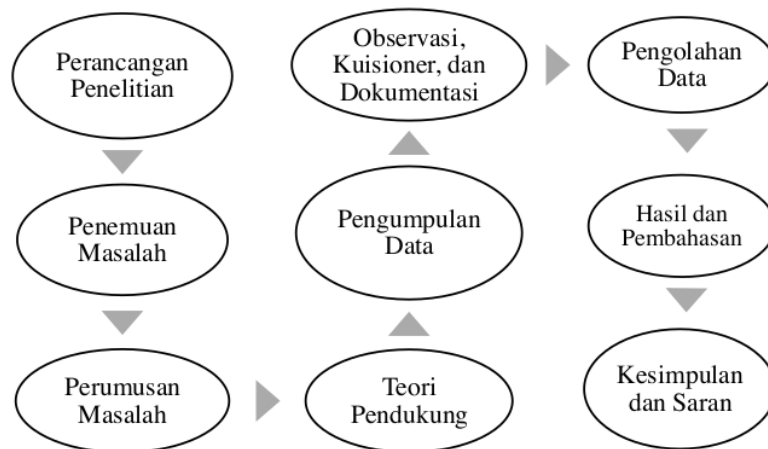 Perancangan
Penelitian
Penemuan
Masalah
Perumusan
Masalah
Teori
Pendukung
Pengumpulan
Data
Observasi,
Kuisioner, dan
Dokumentasi
Pengolahan
Data
Hasil dan
Pembahasan
Kesimpulan
dan Saran